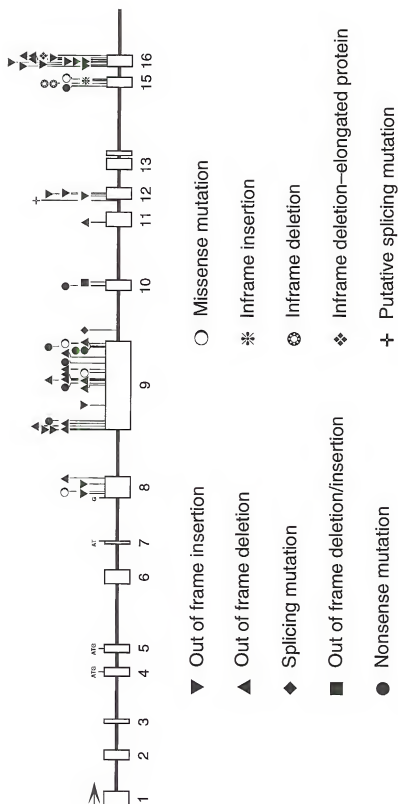 1 2 3 4 5 6 7 8 9 10 11 12 13 15 16
ATG ATG AT G
▼ Out of frame insertion
▲ Out of frame deletion
◆ Splicing mutation
■ Out of frame deletion/insertion
● Nonsense mutation
○ Missense mutation
Inframe insertion
Inframe deletion
Inframe deletion–elongated protein
Putative splicing mutation